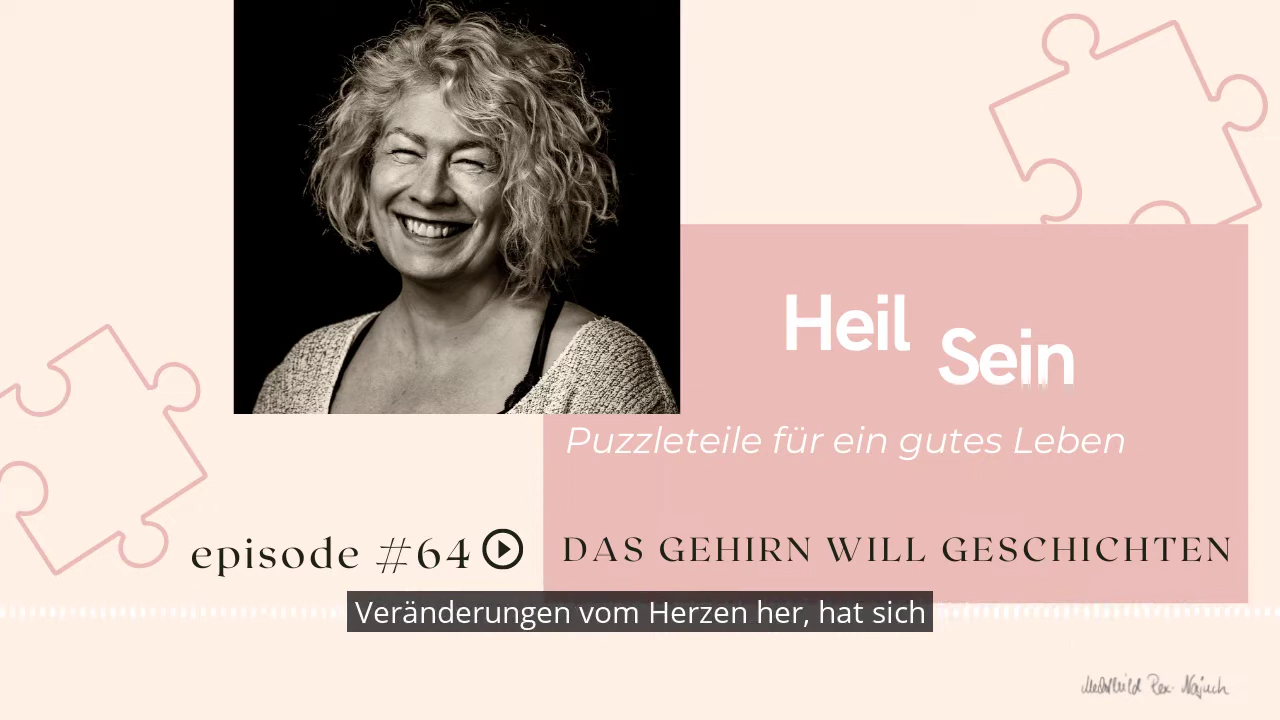 Heil
Sein
Puzzleteile für ein gutes Leben
episode #64
DAS GEHIRN WILL GESCHICHTEN
Veränderungen vom Herzen her, hat sich